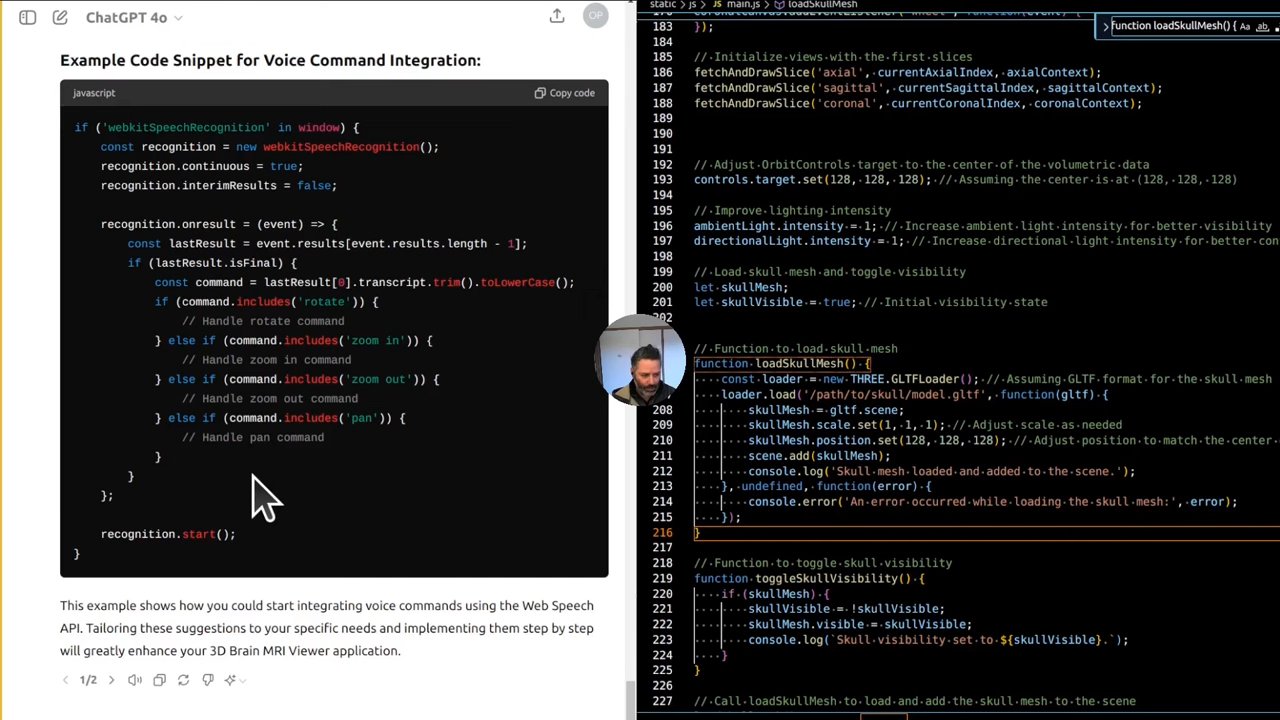 ChatGPT 4o
OP
Example Code Snippet for Voice Command Integration:
javascript
Copy code
if ('webkitSpeechRecognition' in window) {
const recognition = new webkitSpeechRecognition();
recognition.continuous = true;
recognition.interimResults = false;
recognition.onresult = (event) => {
const lastResult = event.results[event.results.length - 1];
if (lastResult.isFinal) {
const command = lastResult[0].transcript.trim().toLowerCase();
if (command.includes('rotate')) {
// Handle rotate command
} else if (command.includes('zoom in')) {
// Handle zoom in command
} else if (command.includes('zoom out')) {
// Handle zoom out command
} else if (command.includes('pan')) {
// Handle pan command
}
}
};
recognition.start();
}
This example shows how you could start integrating voice commands using the Web Speech
API. Tailoring these suggestions to your specific needs and implementing them step by step
will greatly enhance your 3D Brain MRI Viewer application.
1/2
static > js > main.js > loadSkullMesh
function loadSkullMesh() { Aa ab
183 });
184
185 // Initialize views with the first slices
186 fetchAndDrawSlice('axial', currentAxialIndex, axialContext);
187 fetchAndDrawSlice('sagittal', currentSagittalIndex, sagittalContext);
188 fetchAndDrawSlice('coronal', currentCoronalIndex, coronalContext);
189
190
191
192 // Adjust OrbitControls target to the center of the volumetric data
193 controls.target.set(128, 128, 128); // Assuming the center is at (128, 128, 128)
194
195 // Improve lighting intensity
196 ambientLight.intensity = 1; // Increase ambient light intensity for better visibility
197 directionalLight.intensity = 1; // Increase directional light intensity for better con
198
199 // Load skull mesh and toggle visibility
200 let skullMesh;
201 let skullVisible = true; // Initial visibility state
202
// Function to load skull mesh
function loadSkullMesh() {
const loader = new THREE.GLTFLoader(); // Assuming GLTF format for the skull mesh
loader.load('/path/to/skull/model.gltf', function(gltf) {
208 skullMesh = gltf.scene;
209 skullMesh.scale.set(1, 1, 1); // Adjust scale as needed
210 skullMesh.position.set(128, 128, 128); // Adjust position to match the center
211 scene.add(skullMesh);
212 console.log('Skull mesh loaded and added to the scene.');
213 }, undefined, function(error) {
214 console.error('An error occurred while loading the skull mesh:', error);
215 });
216 }
217
218 // Function to toggle skull visibility
219 function toggleSkullVisibility() {
220 if (skullMesh) {
221 skullVisible = !skullVisible;
222 skullMesh.visible = skullVisible;
223 console.log(`Skull visibility set to ${skullVisible}.`);
224 }
225 }
226
227 // Call loadSkullMesh to load and add the skull mesh to the scene